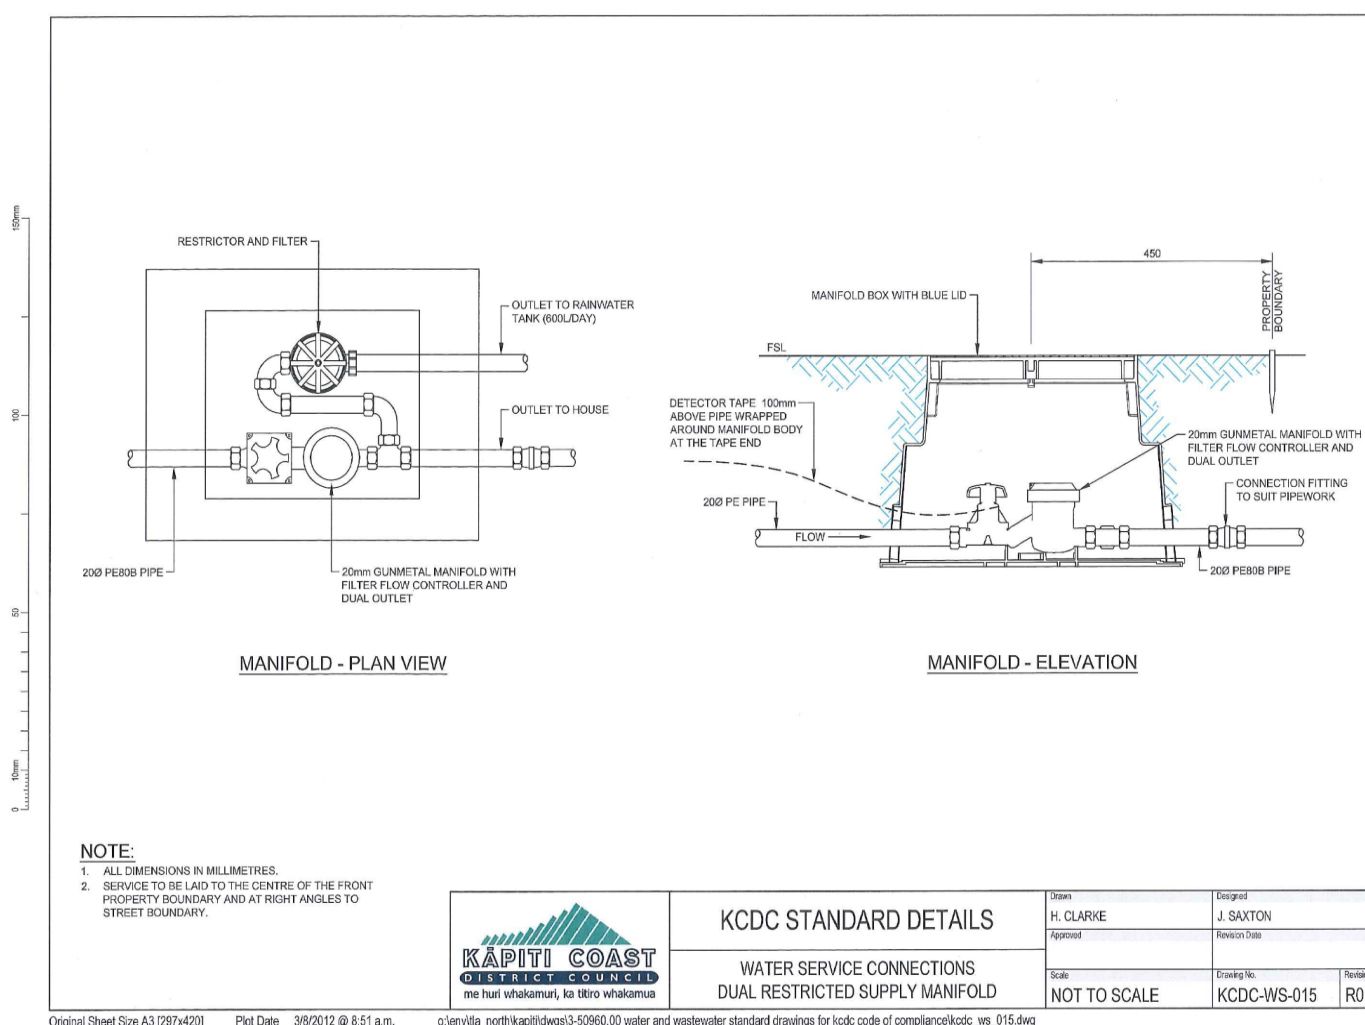 RESTRICTOR AND FILTER
OUTLET TO RAINWATER
TANK (600L/DAY)
OUTLET TO HOUSE
20Ø PE80B PIPE
20mm GUNMETAL MANIFOLD WITH
FILTER FLOW CONTROLLER AND
DUAL OUTLET
MANIFOLD - PLAN VIEW
450
PROPERTY
BOUNDARY
MANIFOLD BOX WITH BLUE LID
FSL
DETECTOR TAPE 100mm
ABOVE PIPE WRAPPED
AROUND MANIFOLD BODY
AT THE TAPE END
20mm GUNMETAL MANIFOLD WITH
FILTER FLOW CONTROLLER AND
DUAL OUTLET
CONNECTION FITTING
TO SUIT PIPEWORK
20Ø PE PIPE
FLOW
20Ø PE80B PIPE
MANIFOLD - ELEVATION
150mm
100
50
10mm
0
NOTE:
1. ALL DIMENSIONS IN MILLIMETRES.
2. SERVICE TO BE LAID TO THE CENTRE OF THE FRONT
PROPERTY BOUNDARY AND AT RIGHT ANGLES TO
STREET BOUNDARY.
KĀPITI COAST
DISTRICT COUNCIL
me huri whakamuri, ka titiro whakamua
KCDC STANDARD DETAILS
WATER SERVICE CONNECTIONS
DUAL RESTRICTED SUPPLY MANIFOLD
Drawn
H. CLARKE
Designed
J. SAXTON
Approved
Revision Date
Scale
NOT TO SCALE
Drawing No.
KCDC-WS-015
R0
Original Sheet Size A3 [297x420] Plot Date 3/8/2012 @ 8:51 a.m. o:\env\tla_north\kapiti\dwgs\3-50960.00 water and wastewater standard drawings for kcdc code of compliance\kcdc_ws_015.dwg